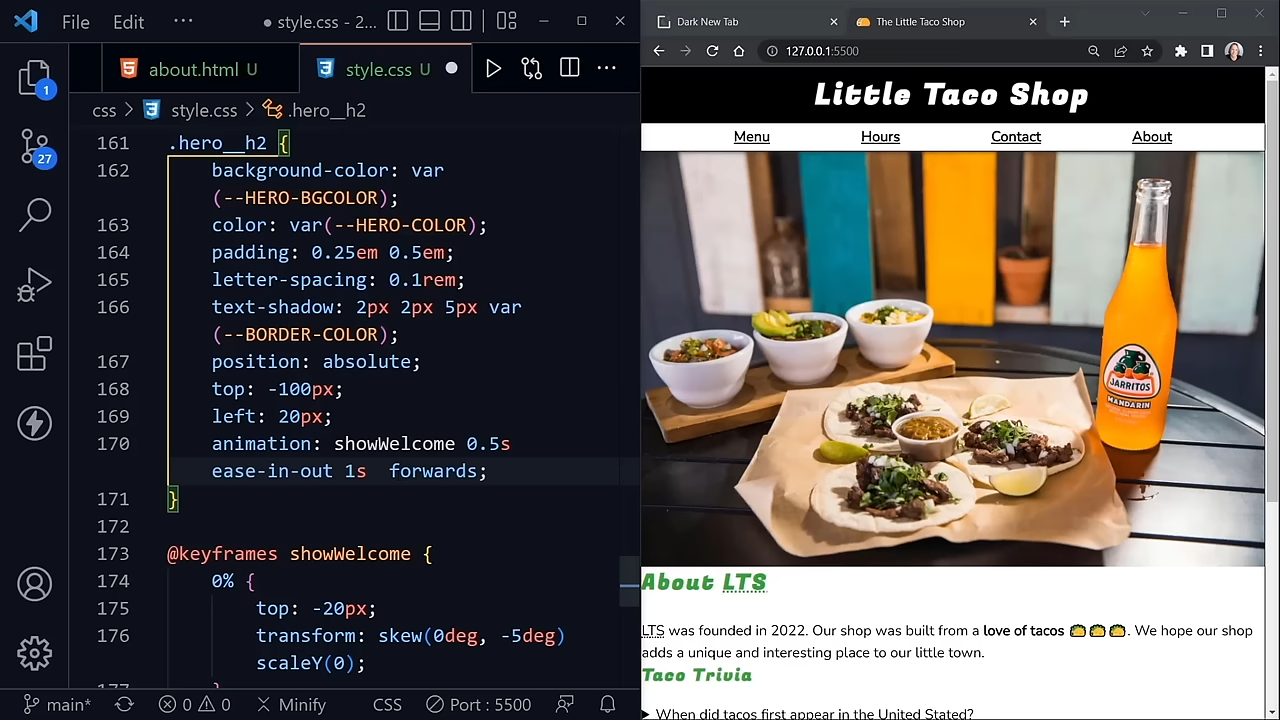 File Edit ··· ● style.css - 2...
about.html U style.css U ●
css > style.css > .hero__h2
161 .hero__h2 {
162 background-color: var
(--HERO-BGCOLOR);
163 color: var(--HERO-COLOR);
164 padding: 0.25em 0.5em;
165 letter-spacing: 0.1rem;
166 text-shadow: 2px 2px 5px var
(--BORDER-COLOR);
167 position: absolute;
168 top: -100px;
169 left: 20px;
170 animation: showWelcome 0.5s
ease-in-out 1s  forwards;
171 }
172
173 @keyframes showWelcome {
174 0% {
175 top: -20px;
176 transform: skew(0deg, -5deg)
scaleY(0);
177 }
1
27
main* 0 0 Minify CSS Port : 5500
Dark New Tab The Little Taco Shop
127.0.0.1:5500
Little Taco Shop
Menu Hours Contact About
JARRITOS
MANDARIN
About LTS
LTS was founded in 2022. Our shop was built from a love of tacos 🌮🌮🌮. We hope our shop
adds a unique and interesting place to our little town.
Taco Trivia
When did tacos first appear in the United Stated?